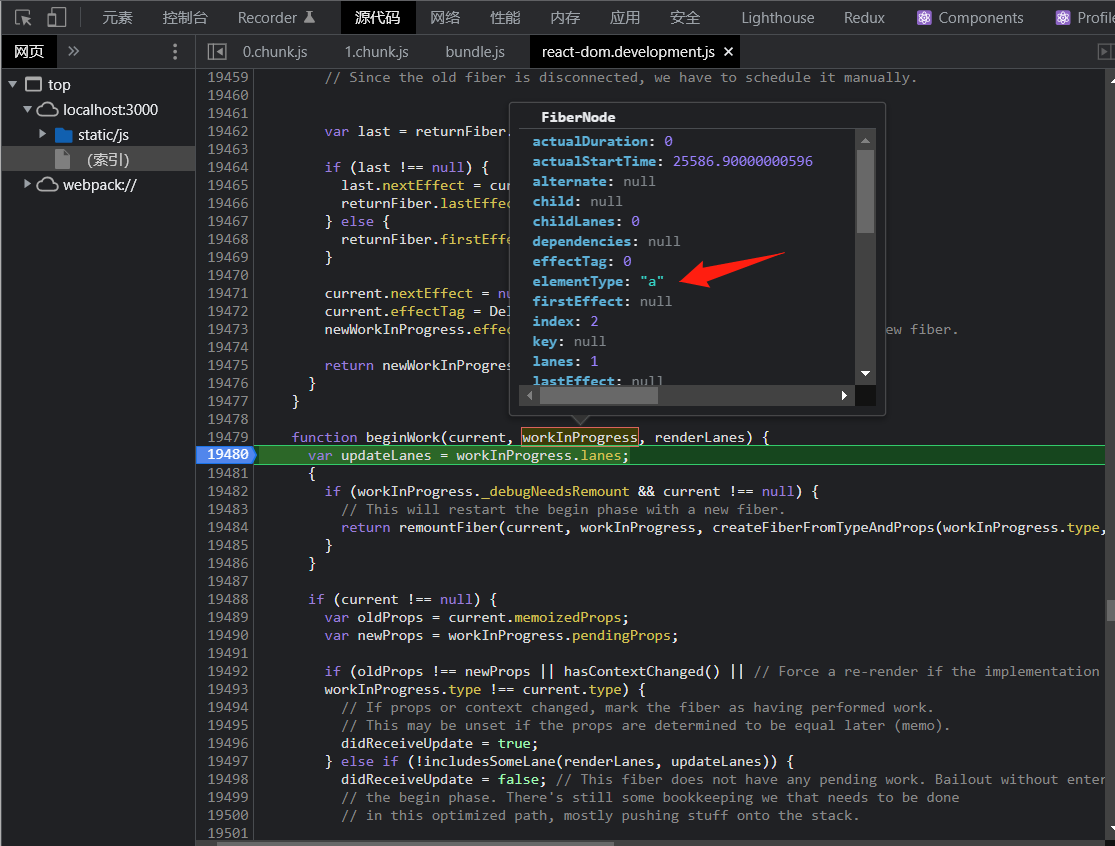 元素 控制台 Recorder 源代码 网络 性能 内存 应用 安全 Lighthouse Redux Components Profile
网页 » 0.chunk.js 1.chunk.js bundle.js react-dom.development.js ×
top
localhost:3000
static/js
(索引)
webpack://
19459 // Since the old fiber is disconnected, we have to schedule it manually.
19460
19461
19462 var last = returnFiber.
19463
19464 if (last !== null) {
19465 last.nextEffect = cu
19466 returnFiber.lastEffec
19467 } else {
19468 returnFiber.firstEffe
19469 }
19470
19471 current.nextEffect = nu
19472 current.effectTag = Del
19473 newWorkInProgress.effec ew fiber.
19474
19475 return newWorkInProgres
19476 }
19477 }
19478
FiberNode
actualDuration: 0
actualStartTime: 25586.90000000596
alternate: null
child: null
childLanes: 0
dependencies: null
effectTag: 0
elementType: "a"
firstEffect: null
index: 2
key: null
lanes: 1
lastEffect: null
19479 function beginWork(current, workInProgress, renderLanes) {
19480 var updateLanes = workInProgress.lanes;
19481 {
19482 if (workInProgress._debugNeedsRemount && current !== null) {
19483 // This will restart the begin phase with a new fiber.
19484 return remountFiber(current, workInProgress, createFiberFromTypeAndProps(workInProgress.type,
19485 }
19486 }
19487
19488 if (current !== null) {
19489 var oldProps = current.memoizedProps;
19490 var newProps = workInProgress.pendingProps;
19491
19492 if (oldProps !== newProps || hasContextChanged() || // Force a re-render if the implementation
19493 workInProgress.type !== current.type) {
19494 // If props or context changed, mark the fiber as having performed work.
19495 // This may be unset if the props are determined to be equal later (memo).
19496 didReceiveUpdate = true;
19497 } else if (!includesSomeLane(renderLanes, updateLanes)) {
19498 didReceiveUpdate = false; // This fiber does not have any pending work. Bailout without enter
19499 // the begin phase. There's still some bookkeeping we that needs to be done
19500 // in this optimized path, mostly pushing stuff onto the stack.
19501